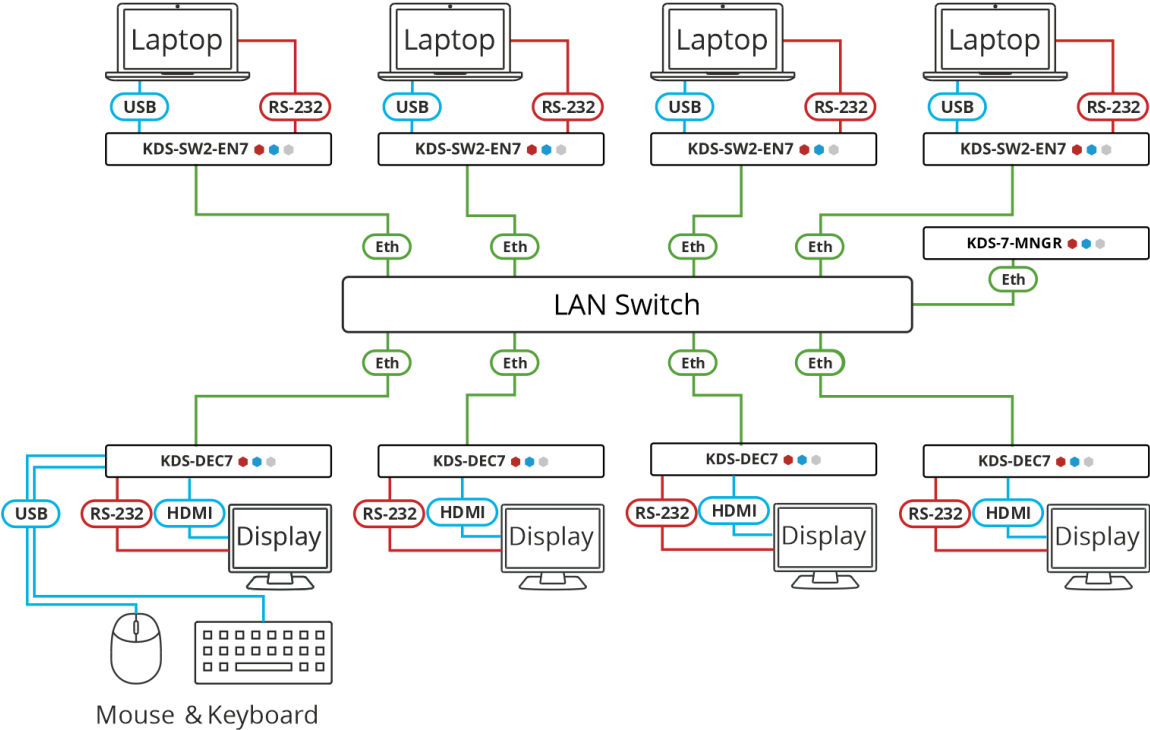 Laptop Laptop Laptop Laptop
USB RS-232 USB RS-232 USB RS-232 USB RS-232
KDS-SW2-EN7 KDS-SW2-EN7 KDS-SW2-EN7 KDS-SW2-EN7
Eth Eth Eth Eth
KDS-7-MNGR
Eth
LAN Switch
Eth Eth Eth Eth
KDS-DEC7 KDS-DEC7 KDS-DEC7 KDS-DEC7
USB RS-232 HDMI RS-232 HDMI RS-232 HDMI RS-232 HDMI
Display Display Display Display
Mouse & Keyboard